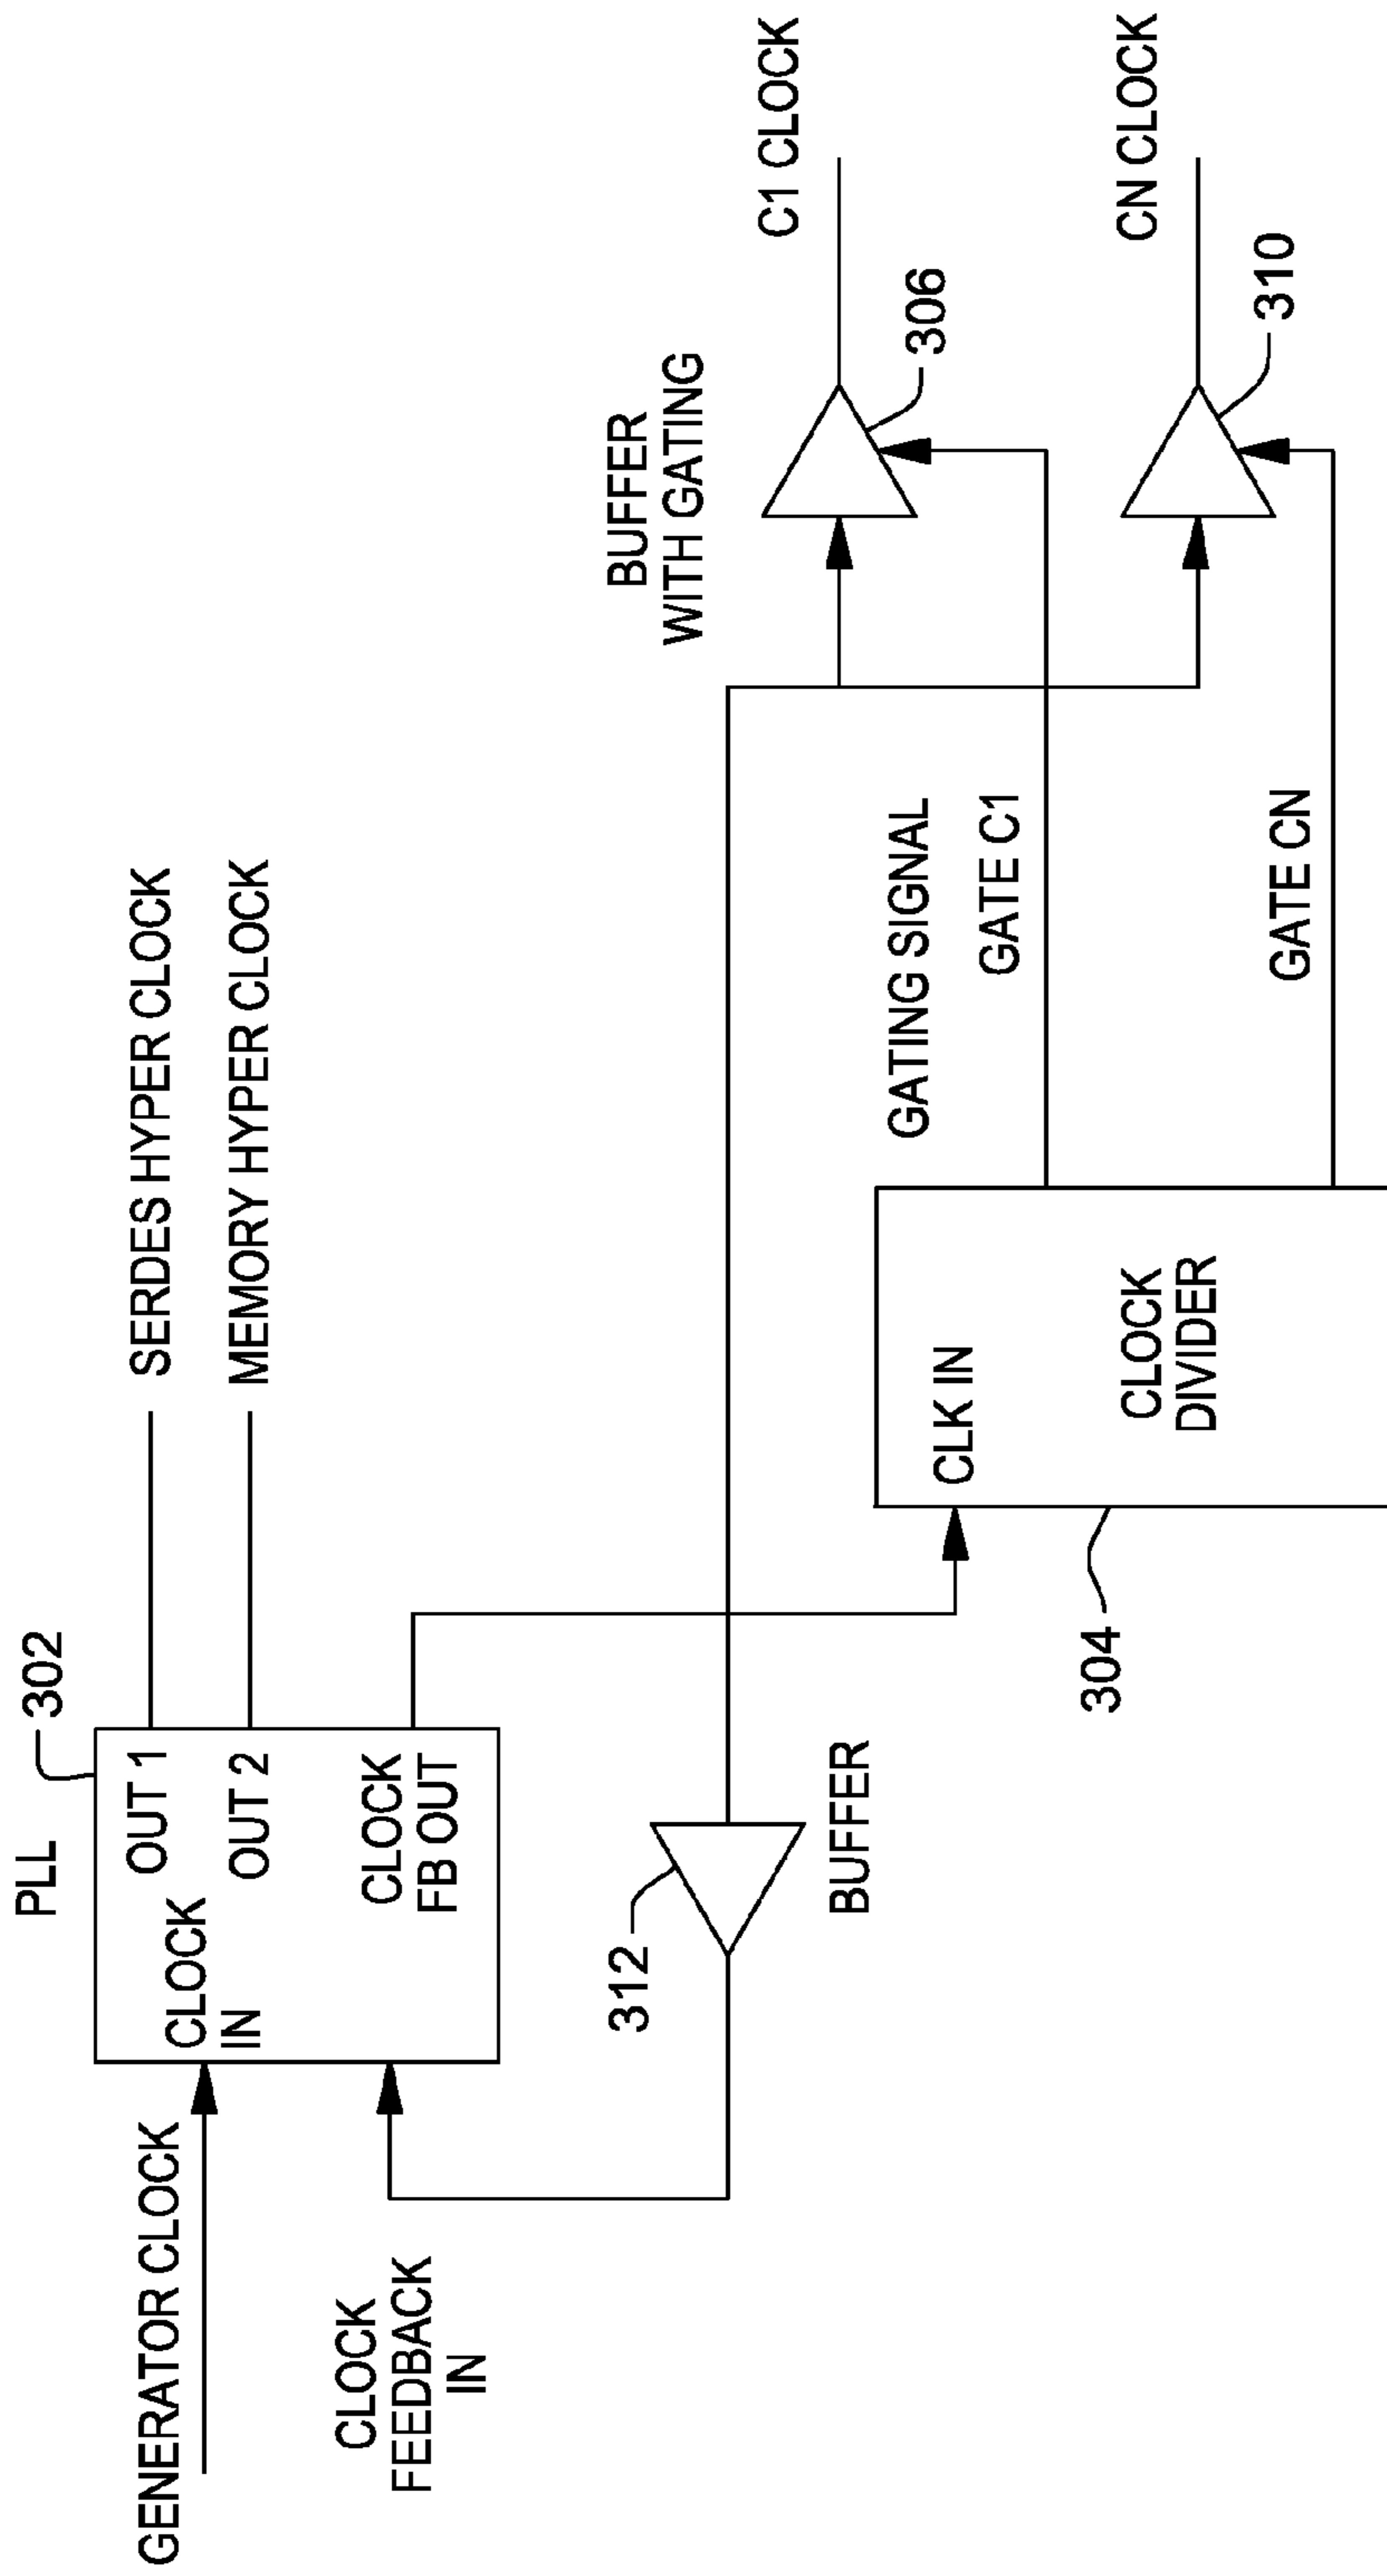 PLL
302
GENERATOR CLOCK
CLOCK
IN
OUT 1
SERDES HYPER CLOCK
OUT 2
MEMORY HYPER CLOCK
CLOCK
FEEDBACK
IN
CLOCK
FB OUT
312
BUFFER
BUFFER
WITH GATING
C1 CLOCK
306
GATING SIGNAL
GATE C1
CLK IN
CLOCK
DIVIDER
304
CN CLOCK
310
GATE CN